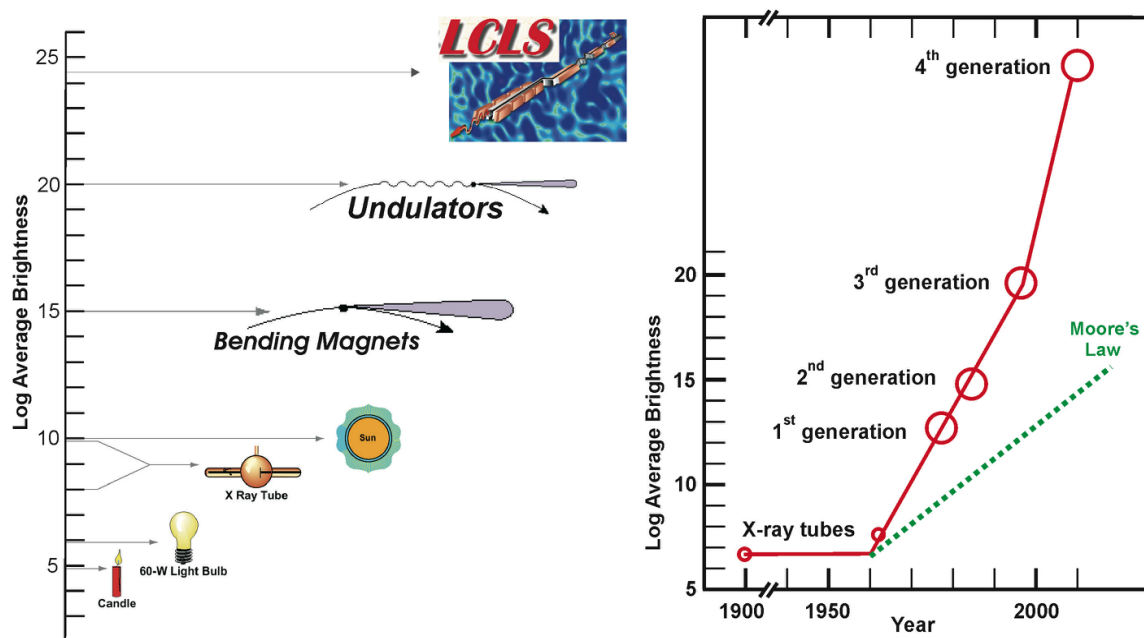 LCLS
25
20
Undulators
15
Bending Magnets
10
Sun
X Ray Tube
60-W Light Bulb
5
Candle
Log Average Brightness
4th generation
20
3rd generation
Moore's
Law
15
2nd generation
1st generation
10
X-ray tubes
5
1900
1950
2000
Year
Log Average Brightness